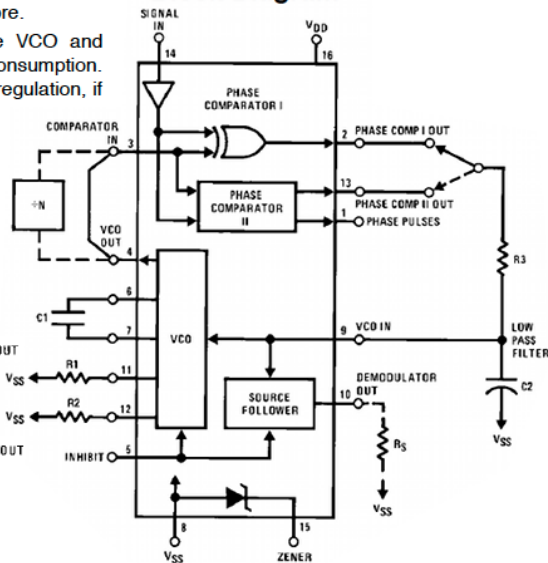 ore.
e VCO and
onsumption.
regulation, if
SIGNAL
IN
14
VDD
16
PHASE
COMPARATOR I
COMPARATOR
IN
3
2
PHASE COMP I OUT
÷N
PHASE
COMPARATOR
II
13
PHASE COMP II OUT
1
PHASE PULSES
VCO
OUT
4
R3
6
C1
7
VCO
9
VCO IN
LOW
PASS
FILTER
OUT
R1
VSS
11
DEMODULATOR
OUT
10
C2
SOURCE
FOLLOWER
R2
VSS
12
VSS
OUT
INHIBIT
5
RS
VSS
8
15
VSS
ZENER